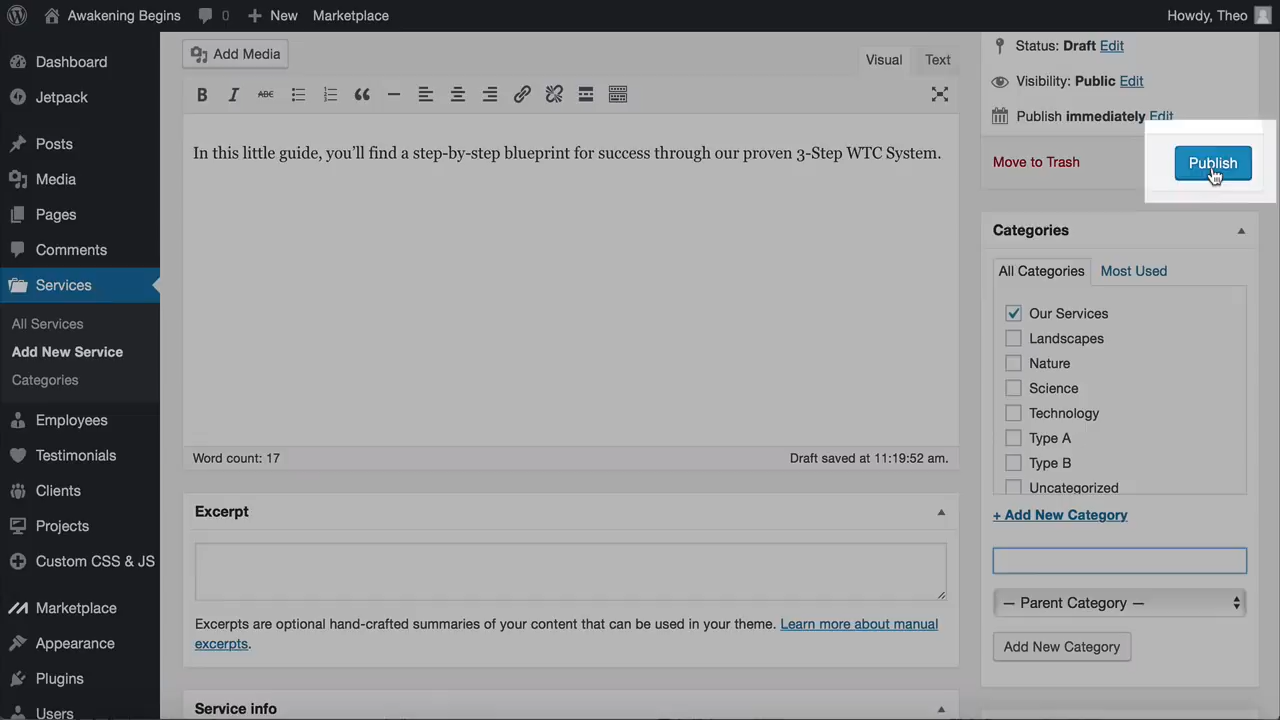 Awakening Begins
0
New
Marketplace
Howdy, Theo
Dashboard
Jetpack
Posts
Media
Pages
Comments
Services
All Services
Add New Service
Categories
Employees
Testimonials
Clients
Projects
Custom CSS & JS
Marketplace
Appearance
Plugins
Users
Add Media
Visual
Text
B
I
ABC
In this little guide, you'll find a step-by-step blueprint for success through our proven 3-Step WTC System.
Word count: 17
Draft saved at 11:19:52 am.
Excerpt
Excerpts are optional hand-crafted summaries of your content that can be used in your theme. Learn more about manual
excerpts.
Service info
Status: Draft Edit
Visibility: Public Edit
Publish immediately Edit
Move to Trash
Publish
Categories
All Categories
Most Used
Our Services
Landscapes
Nature
Science
Technology
Type A
Type B
Uncategorized
+ Add New Category
— Parent Category —
Add New Category